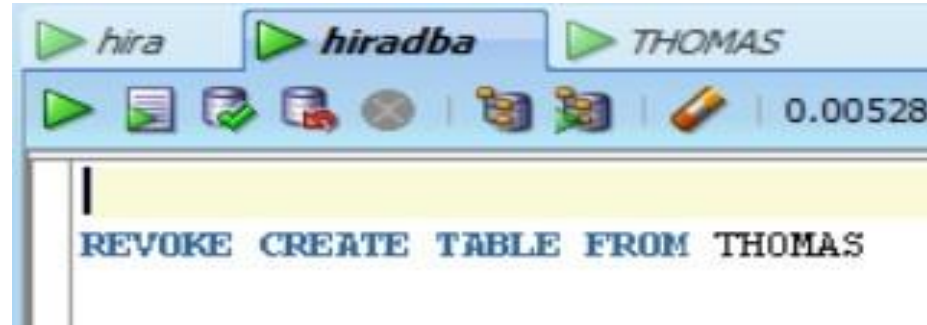 hira hiradba THOMAS
0.00528
REVOKE CREATE TABLE FROM THOMAS